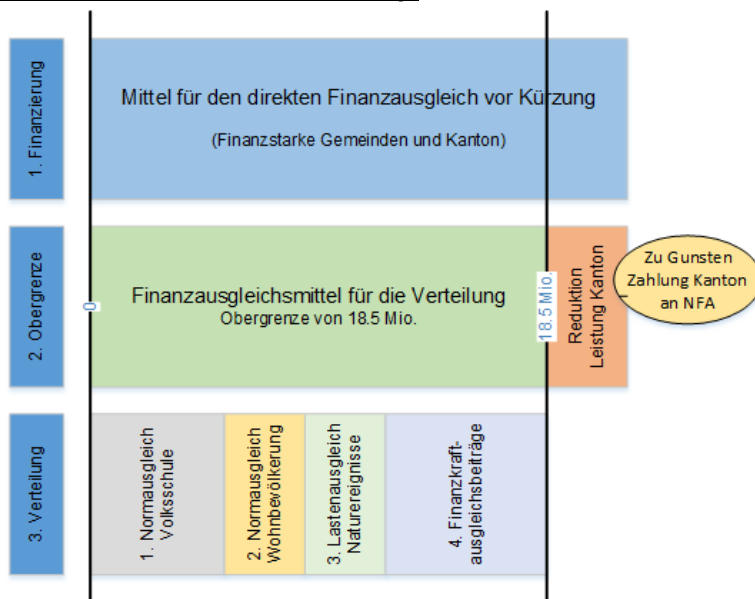 1. Finanzierung
Mittel für den direkten Finanzausgleich vor Kürzung
(Finanzstarke Gemeinden und Kanton)
2. Obergrenze
0
Finanzausgleichsmittel für die Verteilung
Obergrenze von 18.5 Mio.
18.5 Mio.
Reduktion
Leistung Kanton
Zu Gunsten
Zahlung Kanton
an NFA
3. Verteilung
1. Normausgleich
Volksschule
2. Normausgleich
Wohnbevölkerung
3. Lastenausgleich
Naturereignisse
4. Finanzkraft-
ausgleichsbeiträge